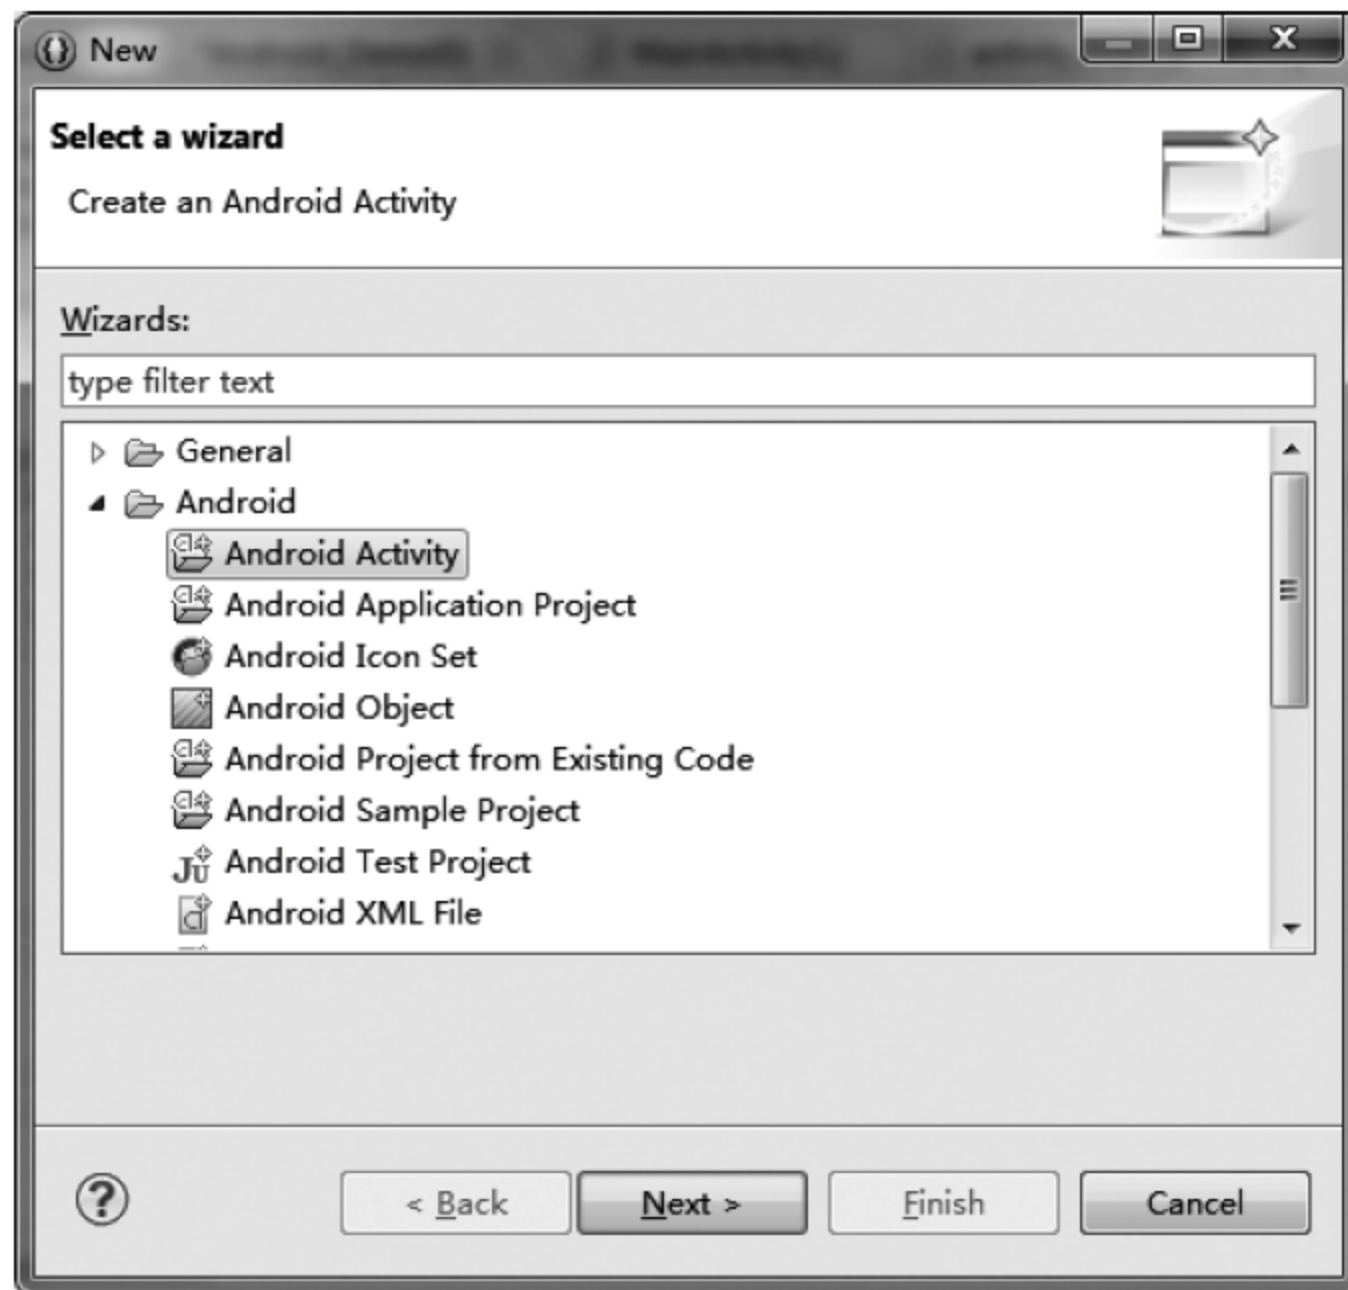 New
Select a wizard
Create an Android Activity
Wizards:
type filter text
General
Android
Android Activity
Android Application Project
Android Icon Set
Android Object
Android Project from Existing Code
Android Sample Project
Android Test Project
Android XML File
< Back
Next >
Finish
Cancel